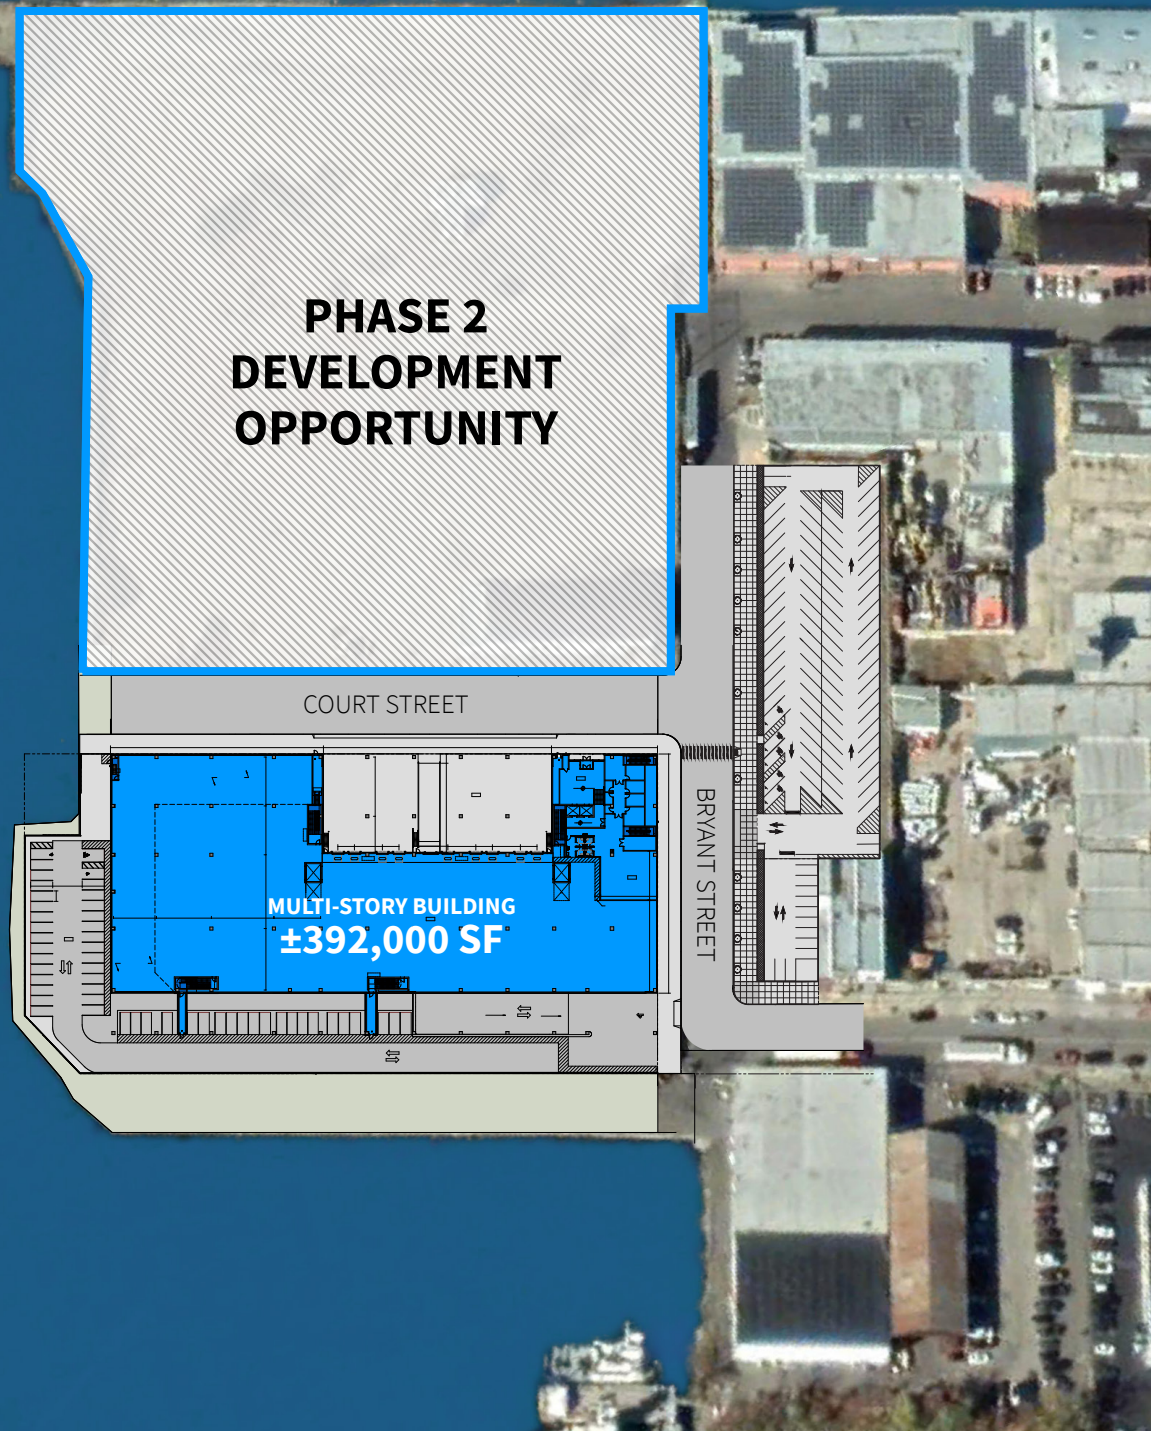 PHASE 2
DEVELOPMENT
OPPORTUNITY
COURT STREET
BRYANT STREET
MULTI-STORY BUILDING
±392,000 SF